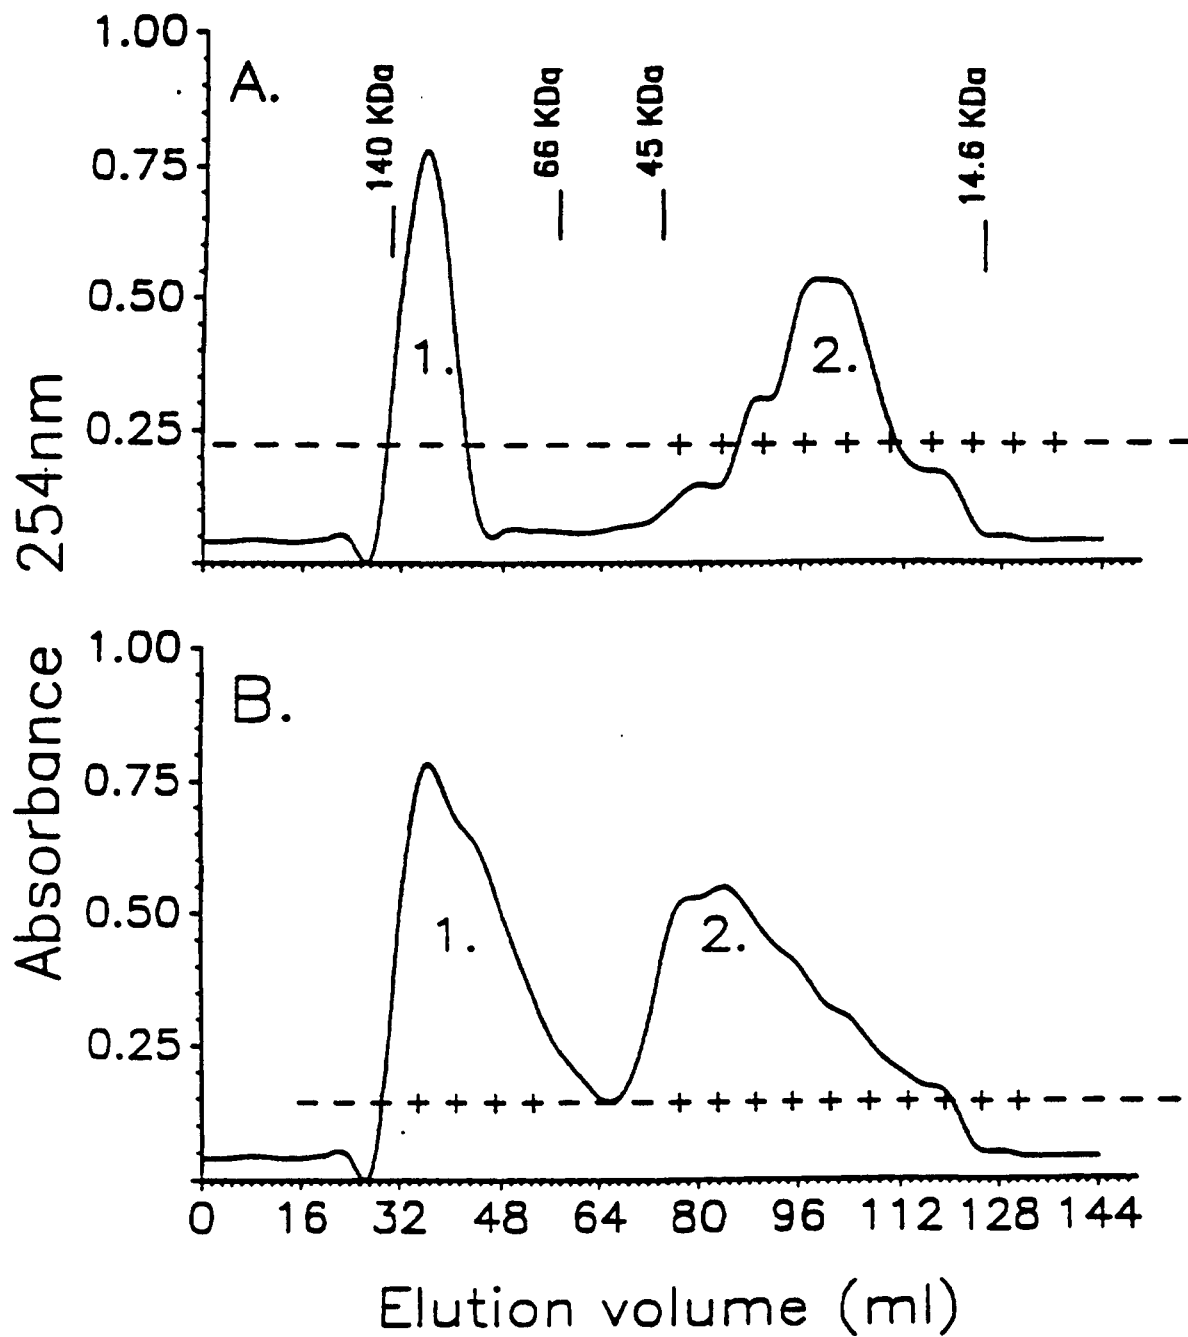 1.00
A.
140 KDa
66 KDa
45 KDa
14.6 KDa
0.75
0.50
1.
2.
0.25
- - - - - - - - - - - - + + + + + + + + + + + - - -
254nm
1.00
B.
0.75
0.50
1.
2.
0.25
- - - + + + + - - - + + + + + + + + + + - - - -
Absorbance
0 16 32 48 64 80 96 112 128 144
Elution volume (ml)